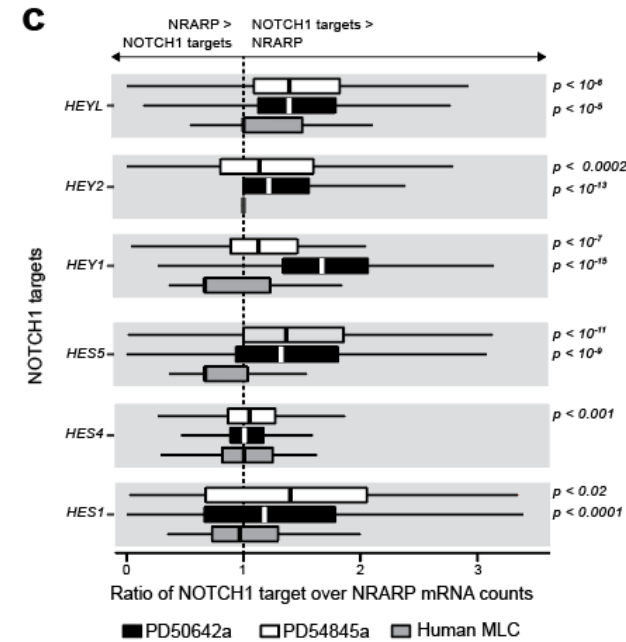 C
NRARP >
NOTCH1 targets
NOTCH1 targets >
NRARP
NOTCH1 targets
HEYL
p < 10-6
p < 10-5
HEY2
p < 0.0002
p < 10-13
HEY1
p < 10-7
p < 10-15
HES5
p < 10-11
p < 10-9
HES4
p < 0.001
HES1
p < 0.02
p < 0.0001
0 1 2 3
Ratio of NOTCH1 target over NRARP mRNA counts
PD50642a PD54845a Human MLC